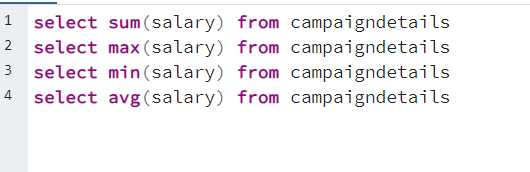 1 select sum(salary) from campaigndetails
2 select max(salary) from campaigndetails
3 select min(salary) from campaigndetails
4 select avg(salary) from campaigndetails